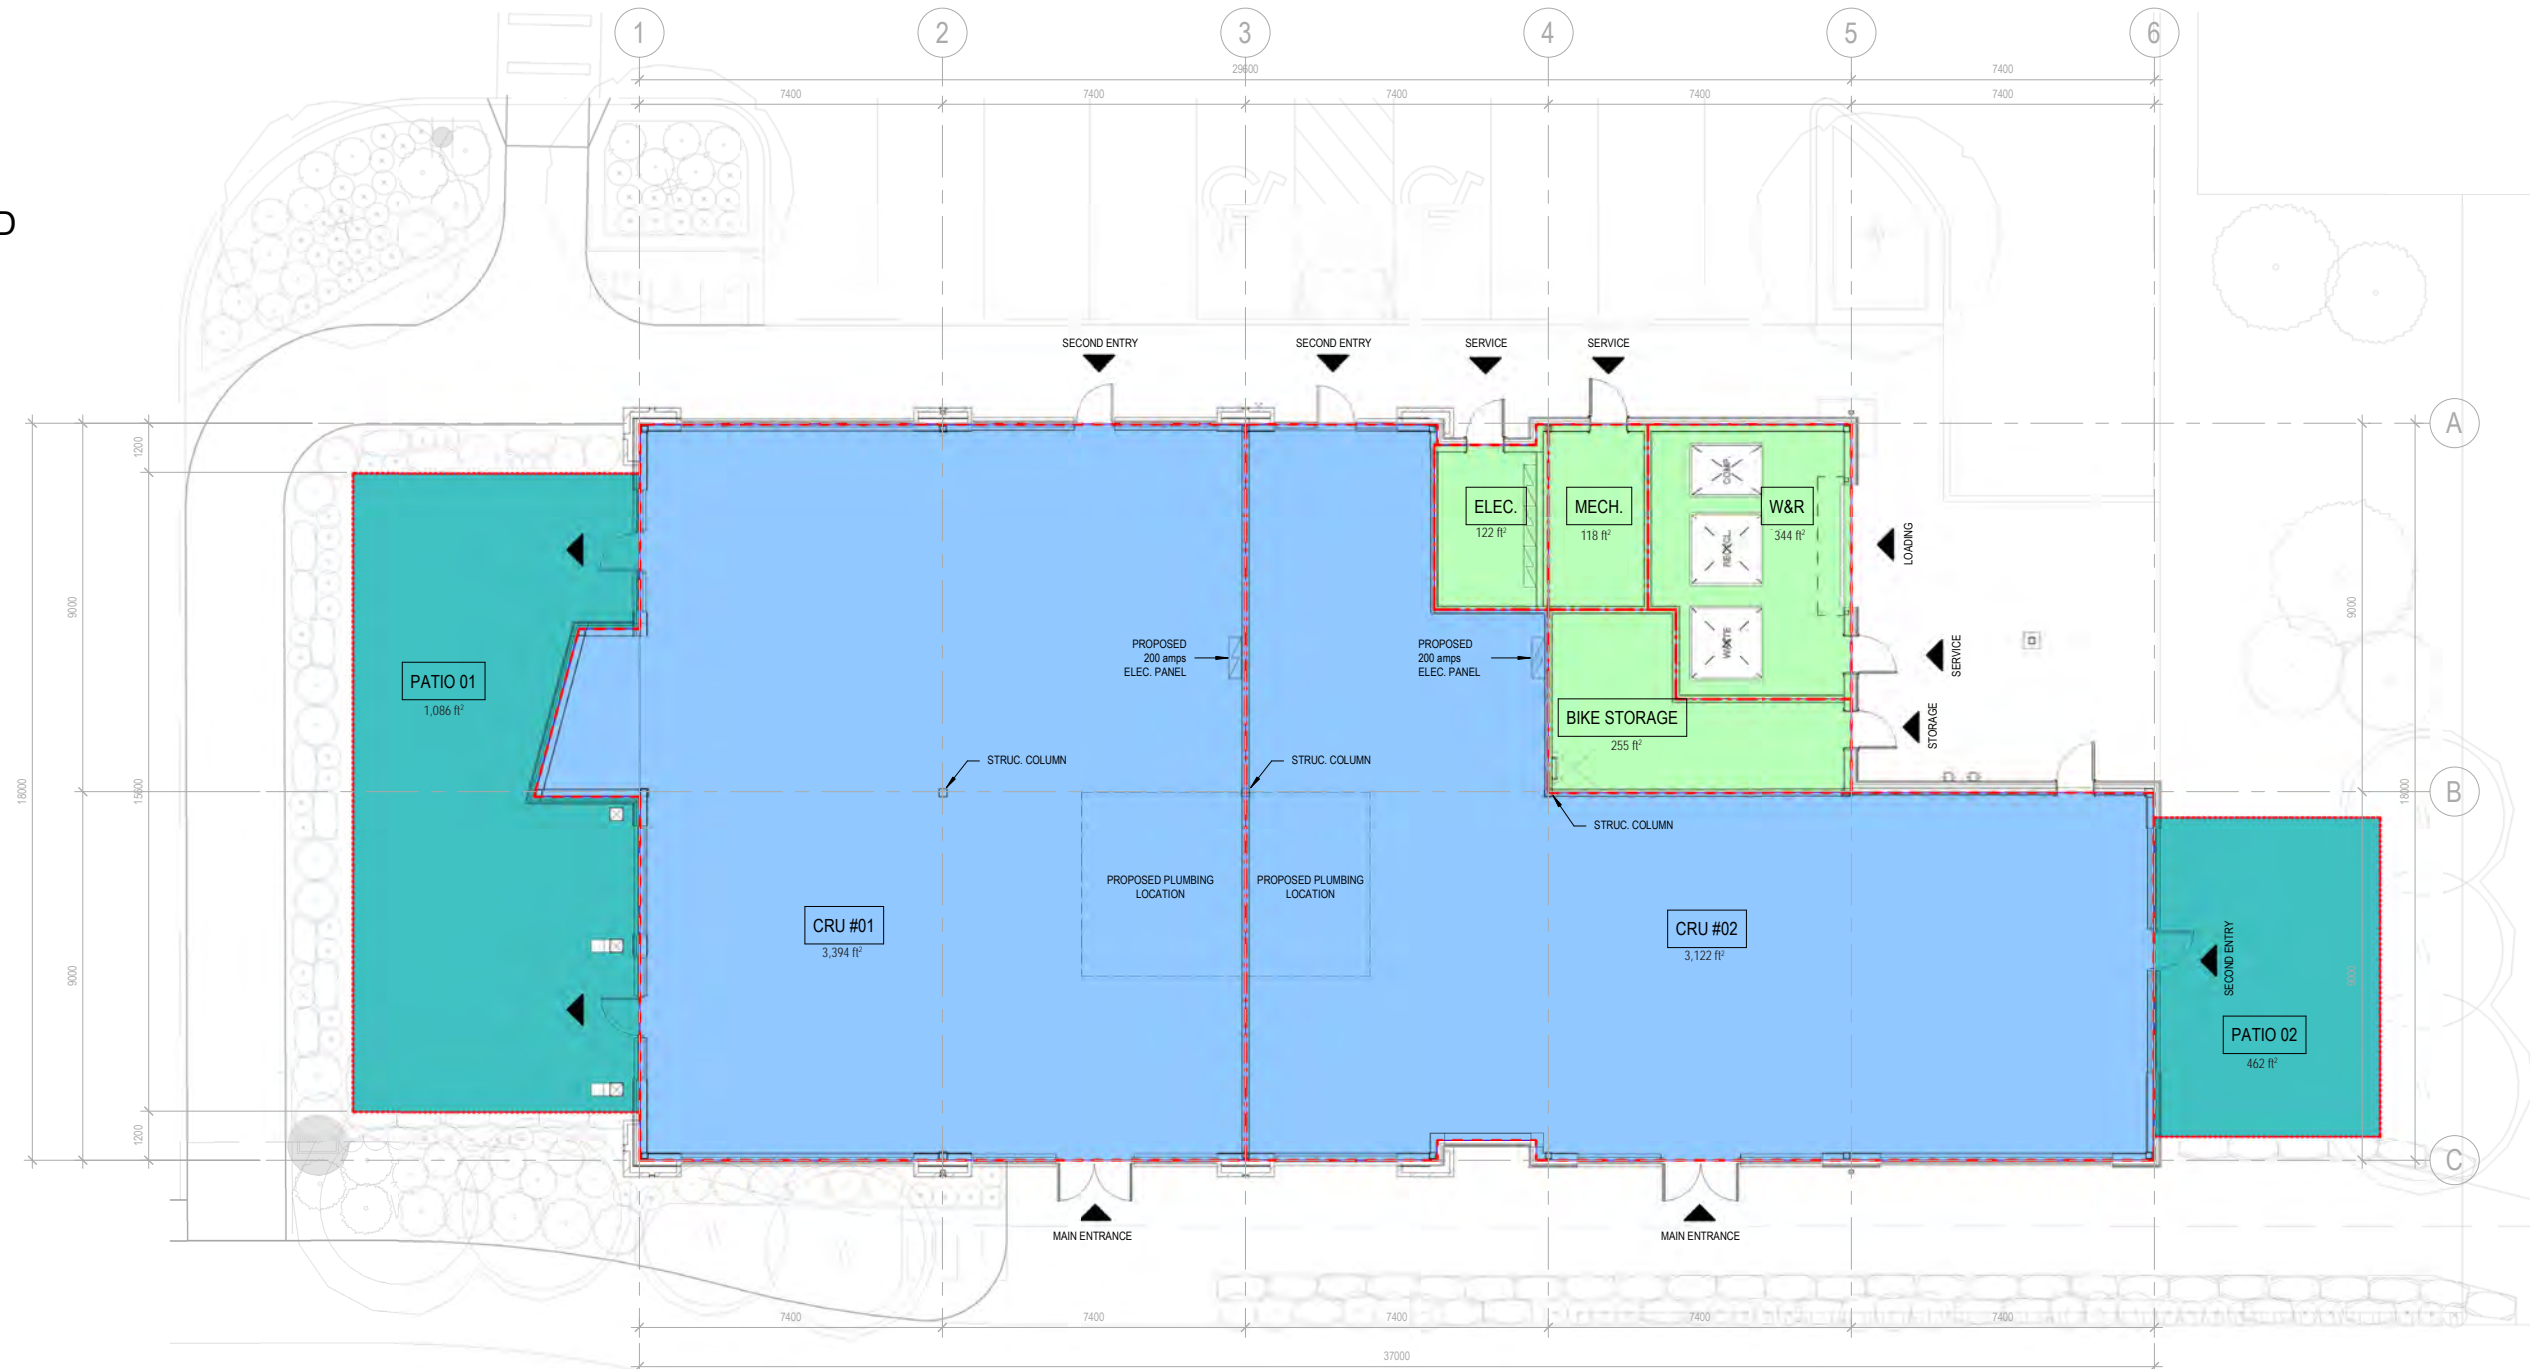 1
2
3
4
5
6
29600
7400
7400
7400
7400
7400
7400
D
SECOND ENTRY
SECOND ENTRY
SERVICE
SERVICE
A
1200
COMP.
ELEC.
122 ft²
MECH.
118 ft²
W&R
344 ft²
LOADING
RECYCL.
9000
9000
PROPOSED
200 amps
ELEC. PANEL
PROPOSED
200 amps
ELEC. PANEL
WASTE
SERVICE
PATIO 01
1,086 ft²
BIKE STORAGE
255 ft²
STORAGE
STRUC. COLUMN
STRUC. COLUMN
18000
15600
18000
B
STRUC. COLUMN
PROPOSED PLUMBING
LOCATION
PROPOSED PLUMBING
LOCATION
CRU #01
3,394 ft²
CRU #02
3,122 ft²
SECOND ENTRY
9000
9000
PATIO 02
462 ft²
1200
C
MAIN ENTRANCE
MAIN ENTRANCE
7400
7400
7400
7400
7400
37000